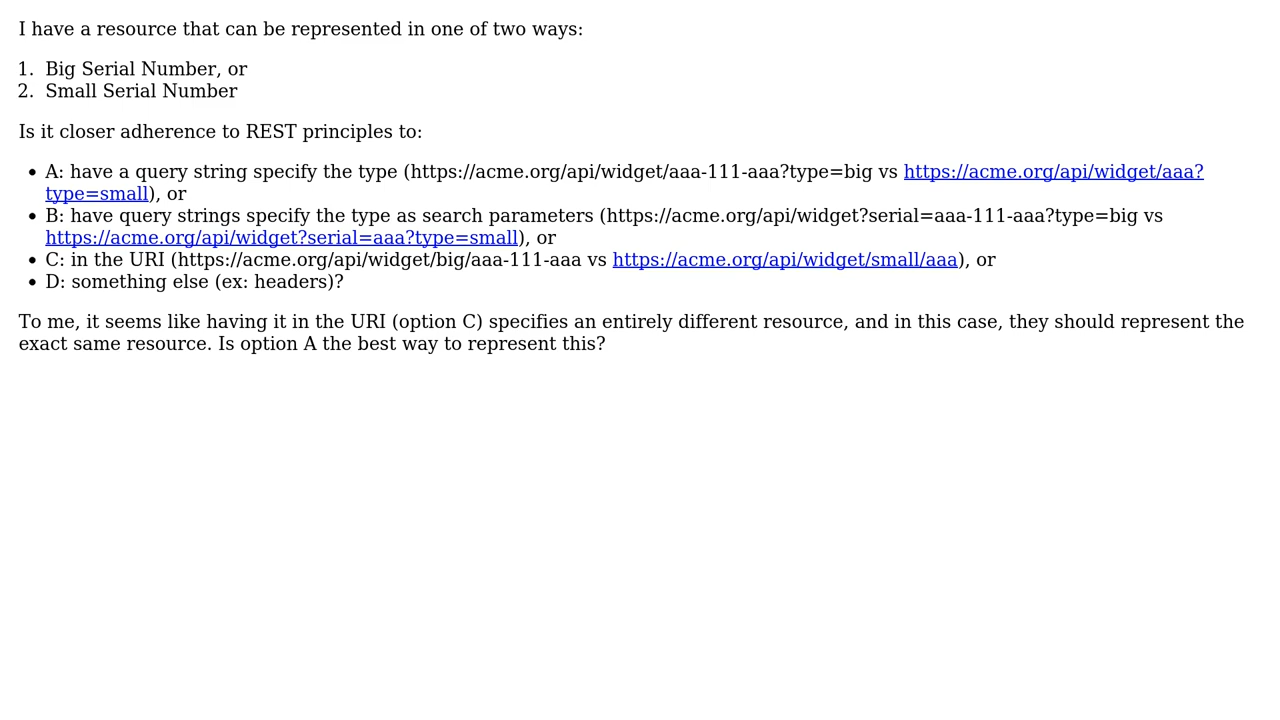 I have a resource that can be represented in one of two ways:
1. Big Serial Number, or
2. Small Serial Number
Is it closer adherence to REST principles to:
• A: have a query string specify the type (https://acme.org/api/widget/aaa-111-aaa?type=big vs https://acme.org/api/widget/aaa?
type=small), or
• B: have query strings specify the type as search parameters (https://acme.org/api/widget?serial=aaa-111-aaa?type=big vs
https://acme.org/api/widget?serial=aaa?type=small), or
• C: in the URI (https://acme.org/api/widget/big/aaa-111-aaa vs https://acme.org/api/widget/small/aaa), or
• D: something else (ex: headers)?
To me, it seems like having it in the URI (option C) specifies an entirely different resource, and in this case, they should represent the
exact same resource. Is option A the best way to represent this?